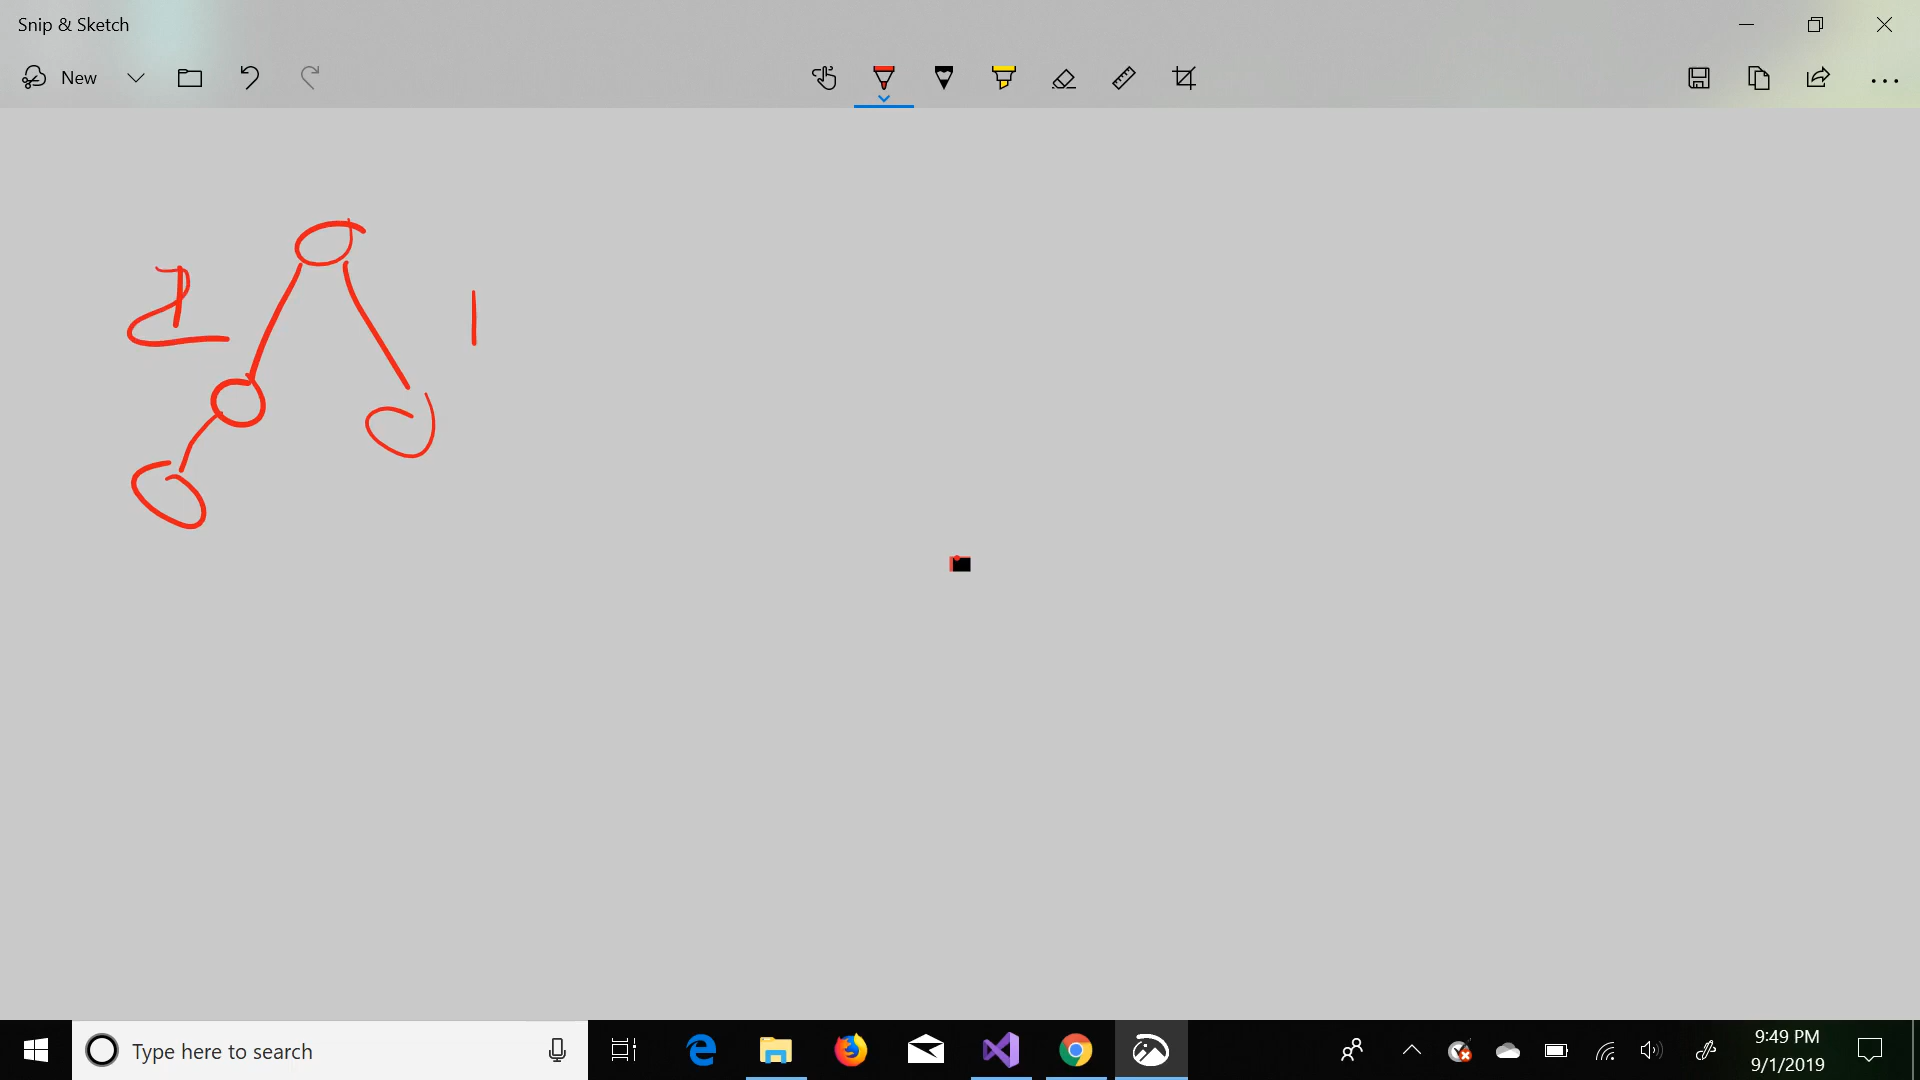 Snip & Sketch
New
2
1
Type here to search
9:49 PM
9/1/2019